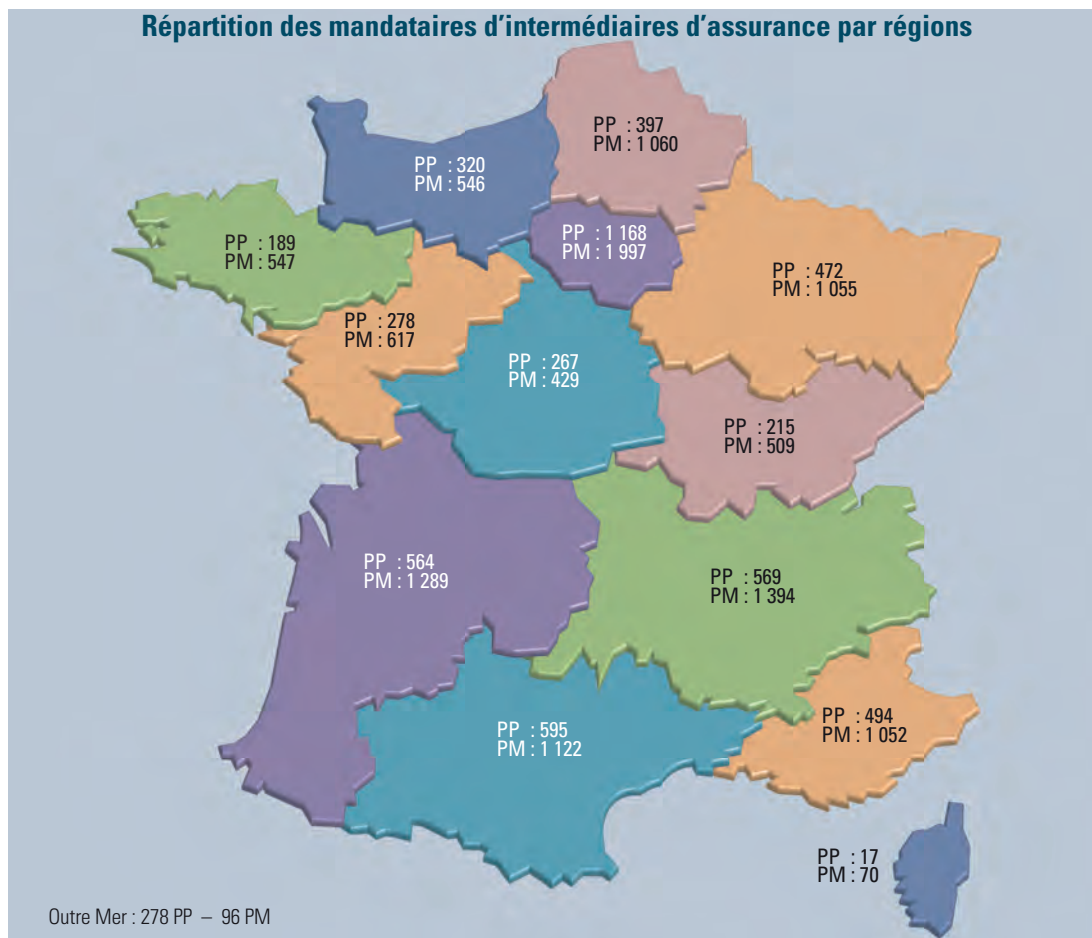 Répartition des mandataires d'intermédiaires d'assurance par régions
PP : 397
PM : 1 060
PP : 320
PM : 546
PP : 1 168
PM : 1 997
PP : 189
PM : 547
PP : 472
PM : 1 055
PP : 278
PM : 617
PP : 267
PM : 429
PP : 215
PM : 509
PP : 564
PM : 1 289
PP : 569
PM : 1 394
PP : 595
PM : 1 122
PP : 494
PM : 1 052
PP : 17
PM : 70
Outre Mer : 278 PP – 96 PM